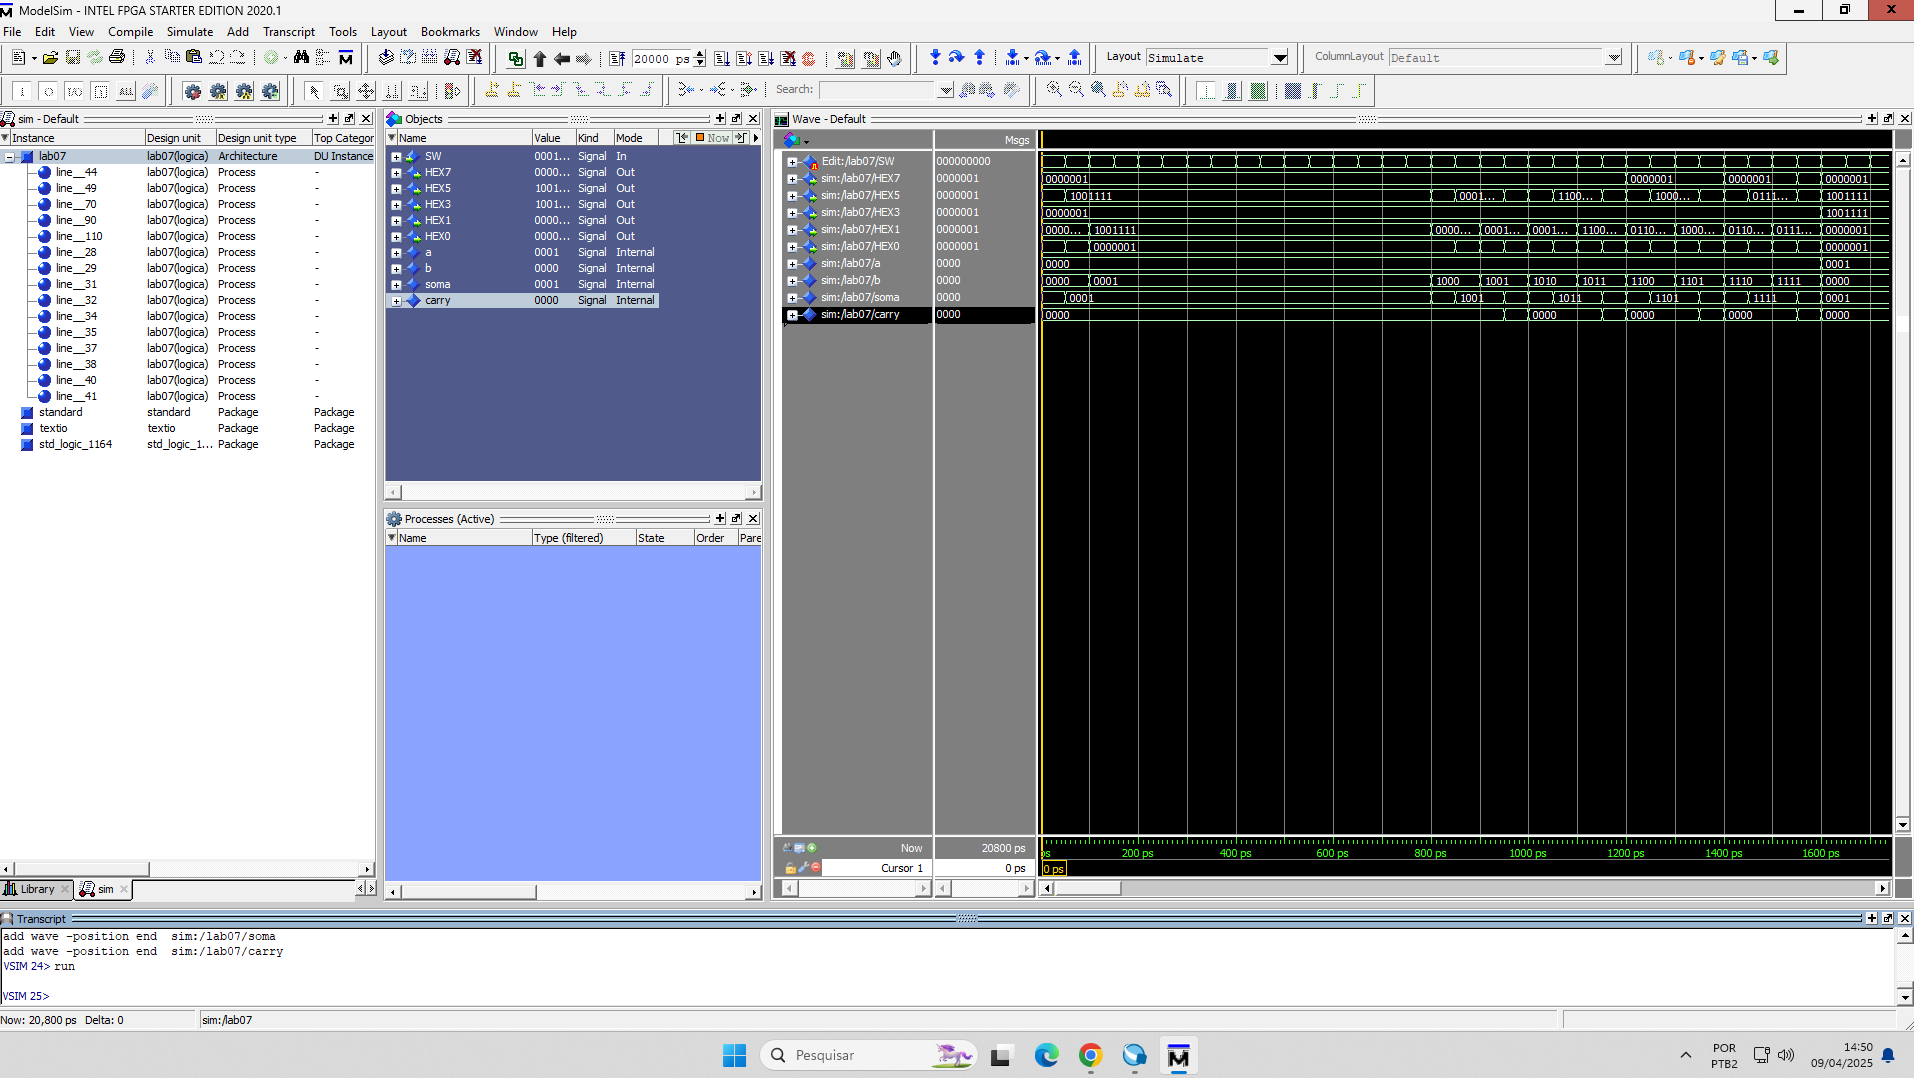 ModelSim - INTEL FPGA STARTER EDITION 2020.1
File Edit View Compile Simulate Add Transcript Tools Layout Bookmarks Window Help
20000 ps
Layout Simulate
ColumnLayout Default
Search:
sim - Default
Instance Design unit Design unit type Top Categor
lab07 lab07(logica) Architecture DU Instance
line__44 lab07(logica) Process -
line__49 lab07(logica) Process -
line__70 lab07(logica) Process -
line__90 lab07(logica) Process -
line__110 lab07(logica) Process -
line__28 lab07(logica) Process -
line__29 lab07(logica) Process -
line__31 lab07(logica) Process -
line__32 lab07(logica) Process -
line__34 lab07(logica) Process -
line__35 lab07(logica) Process -
line__37 lab07(logica) Process -
line__38 lab07(logica) Process -
line__40 lab07(logica) Process -
line__41 lab07(logica) Process -
standard standard Package Package
textio textio Package Package
std_logic_1164 std_logic_1... Package Package
Library sim
Objects
Name Value Kind Mode Now
SW 0001... Signal In
HEX7 0000... Signal Out
HEX5 1001... Signal Out
HEX3 1001... Signal Out
HEX1 0000... Signal Out
HEX0 0000... Signal Out
a 0001 Signal Internal
b 0000 Signal Internal
soma 0001 Signal Internal
carry 0000 Signal Internal
Processes (Active)
Name Type (filtered) State Order Pare
Wave - Default
Msgs
Edit:/lab07/SW 000000000
sim:/lab07/HEX7 0000001 0000001 0000001 0000001 0000001
sim:/lab07/HEX5 0000001 1001111 0001... 1100... 1000... 0111... 1001111
sim:/lab07/HEX3 0000001 0000001 1001111
sim:/lab07/HEX1 0000001 0000... 1001111 0000... 0001... 0001... 1100... 0110... 1000... 0110... 0111... 0000001
sim:/lab07/HEX0 0000001 0000001 0000001
sim:/lab07/a 0000 0000 0001
sim:/lab07/b 0000 0000 0001 1000 1001 1010 1011 1100 1101 1110 1111 0000
sim:/lab07/soma 0000 0001 1001 1011 1101 1111 0001
sim:/lab07/carry 0000 0000 0000 0000 0000 0000
Now 20800 ps ps 200 ps 400 ps 600 ps 800 ps 1000 ps 1200 ps 1400 ps 1600 ps
Cursor 1 0 ps 0 ps
Transcript
add wave -position end sim:/lab07/soma
add wave -position end sim:/lab07/carry
VSIM 24> run
VSIM 25>
Now: 20,800 ps Delta: 0 sim:/lab07
Pesquisar
POR
PTB2
14:50
09/04/2025